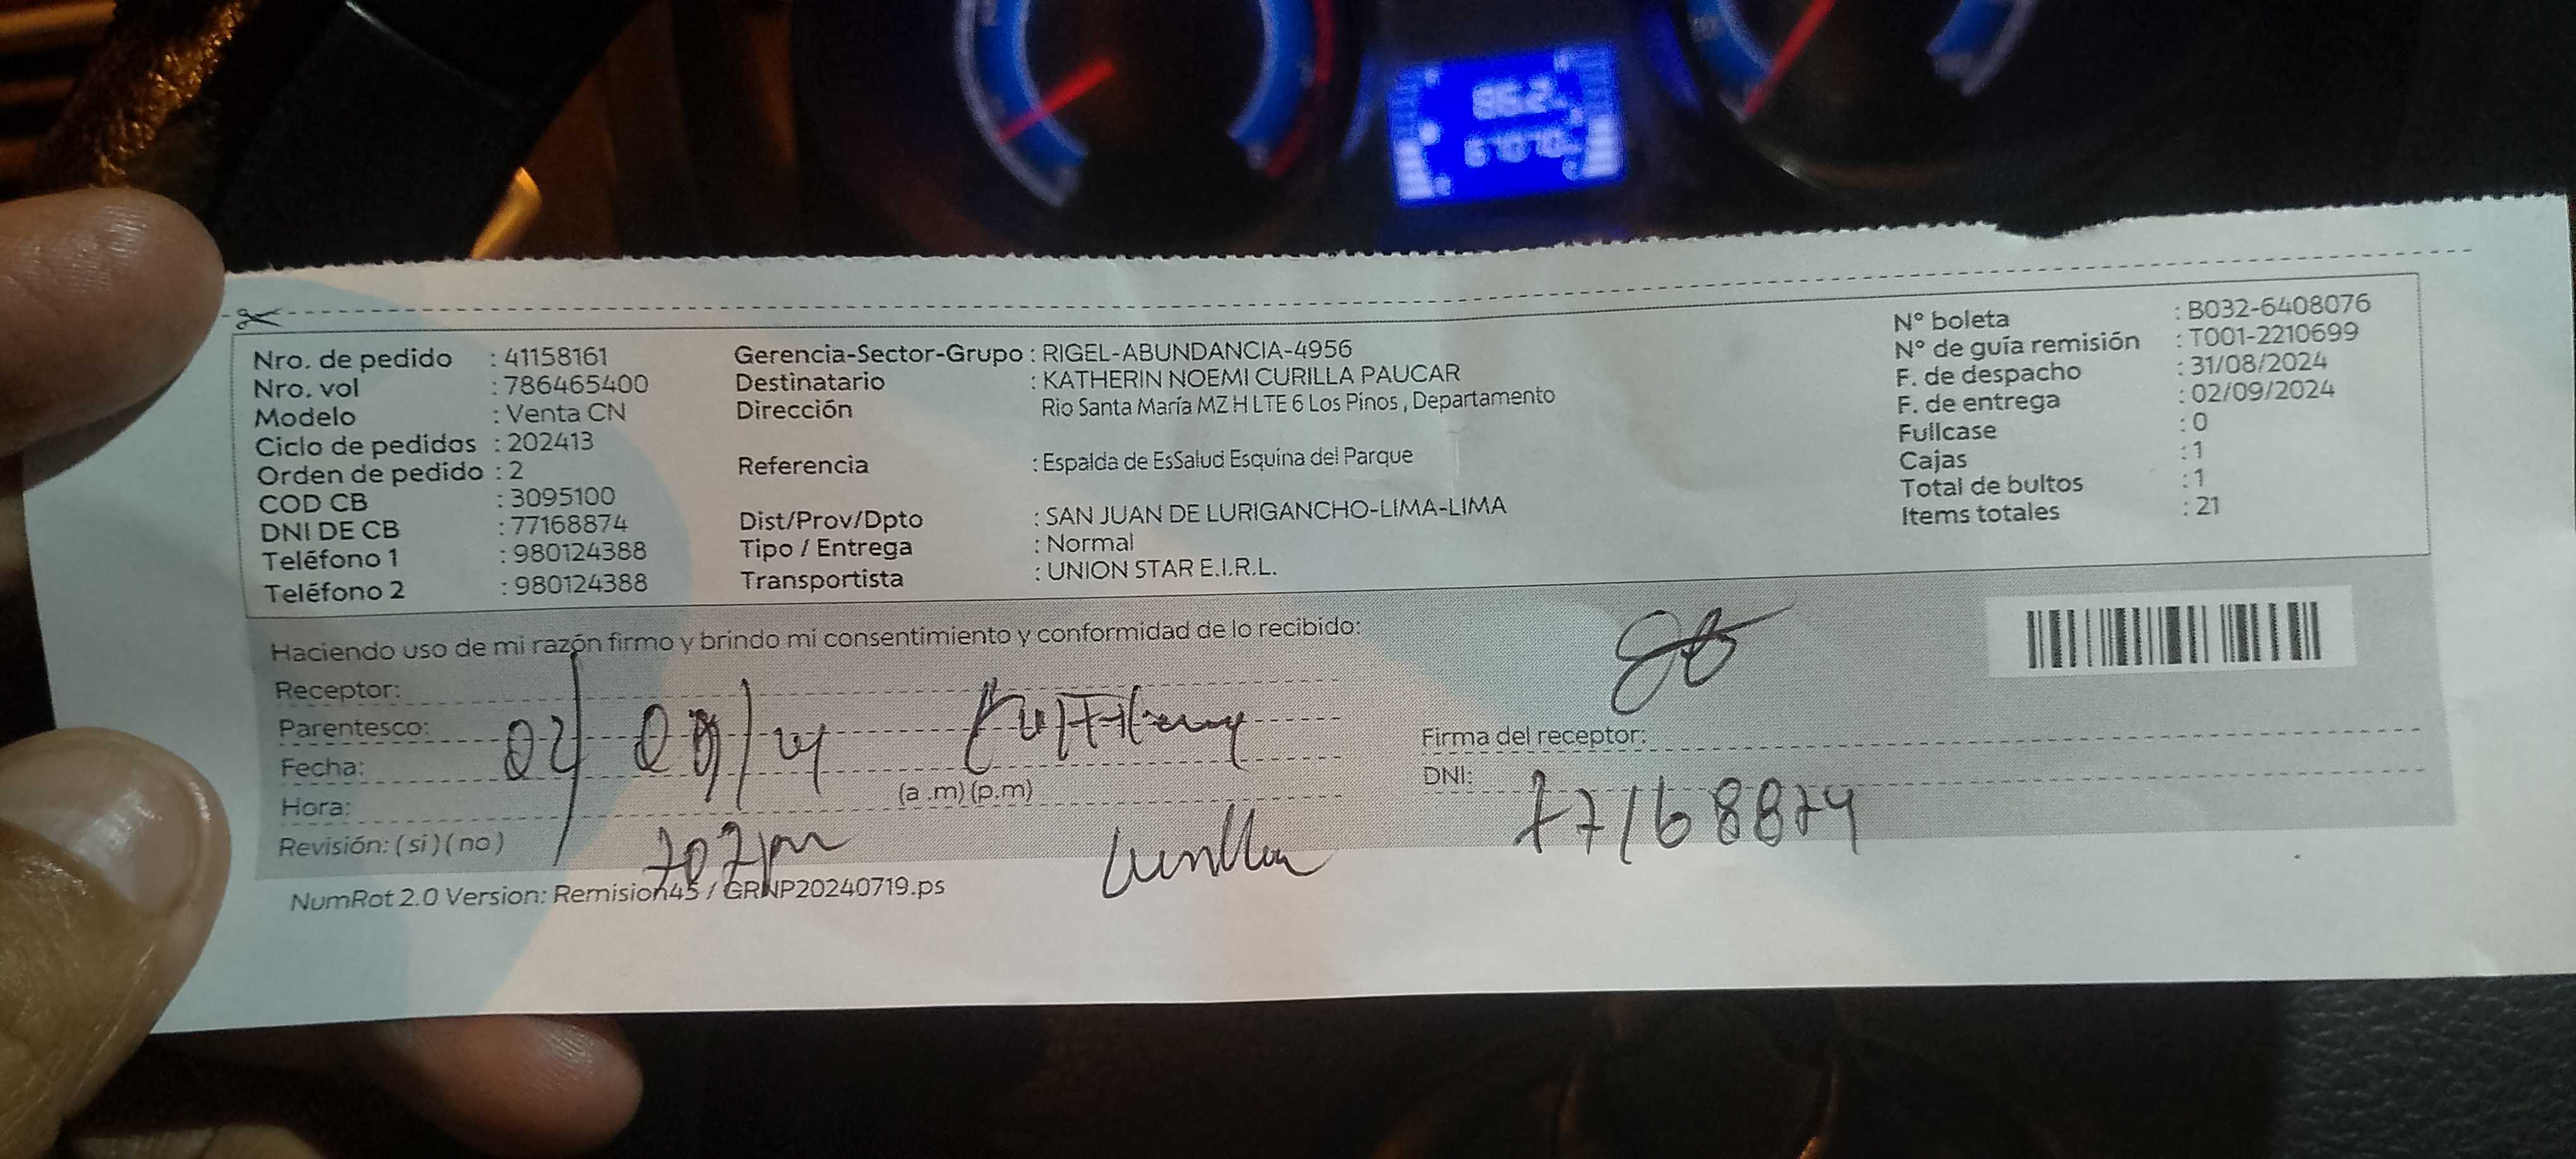 Nro. de pedido : 41158161
Nro. vol : 786465400
Modelo : Venta CN
Ciclo de pedidos : 202413
Orden de pedido : 2
COD CB : 3095100
DNI DE CB : 77168874
Teléfono 1 : 980124388
Teléfono 2 : 980124388
Gerencia-Sector-Grupo : RIGEL-ABUNDANCIA-4956
Destinatario : KATHERIN NOEMI CURILLA PAUCAR
Dirección Rio Santa María MZ H LTE 6 Los Pinos , Departamento
Referencia : Espalda de EsSalud Esquina del Parque
Dist/Prov/Dpto : SAN JUAN DE LURIGANCHO-LIMA-LIMA
Tipo / Entrega : Normal
Transportista : UNION STAR E.I.R.L.
N° boleta : B032-6408076
N° de guía remisión : T001-2210699
F. de despacho : 31/08/2024
F. de entrega : 02/09/2024
Fullcase : 0
Cajas : 1
Total de bultos : 1
Items totales : 21
Haciendo uso de mi razón firmo y brindo mi consentimiento y conformidad de lo recibido:
Receptor:
Parentesco:
Fecha: 02/09/24
Hora: (a .m) (p.m)
707pm
Revisión: ( si ) ( no )
Curilla
Firma del receptor:
DNI: 77168874
NumRot 2.0 Version: Remision45 / GRNP20240719.ps